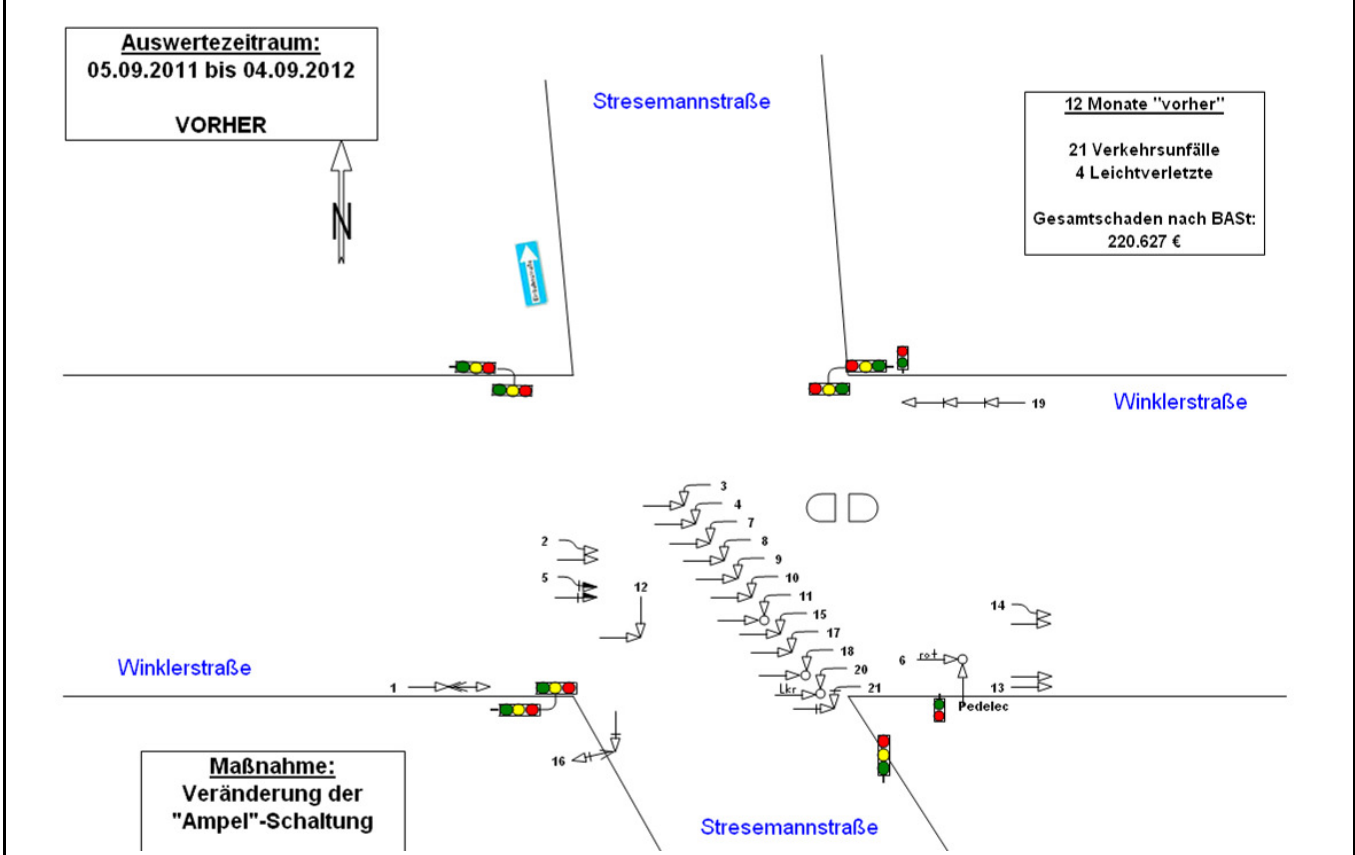 Auswertezeitraum:
05.09.2011 bis 04.09.2012
VORHER
N
Stresemannstraße
12 Monate "vorher"
21 Verkehrsunfälle
4 Leichtverletzte
Gesamtschaden nach BASt:
220.627 €
19
Winklerstraße
3
4
7
8
9
10
11
15
17
18
20
21
Lkr
2
5
12
14
6
rot
13
Pedelec
Winklerstraße
1
16
Maßnahme:
Veränderung der
"Ampel"-Schaltung
Stresemannstraße